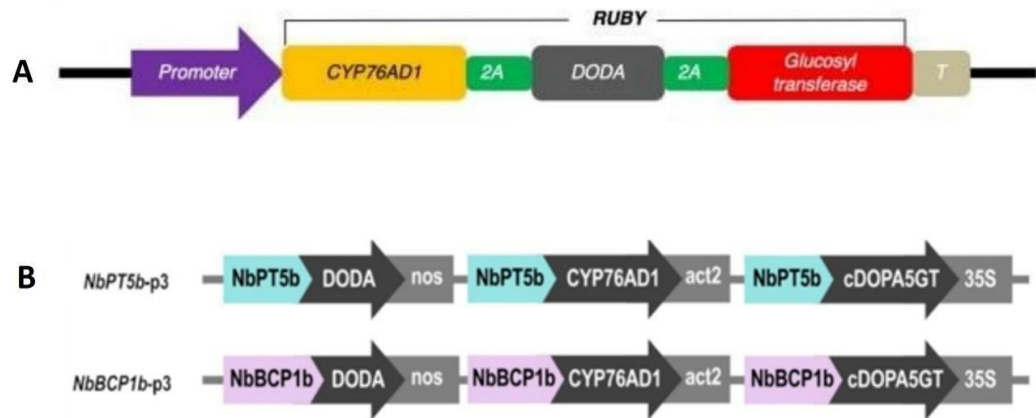 RUBY
A
Promoter
CYP76AD1
2A
DODA
2A
Glucosyl
transferase
T
B
NbPT5b-p3
NbPT5b
DODA
nos
NbPT5b
CYP76AD1
act2
NbPT5b
cDOPA5GT
35S
NbBCP1b-p3
NbBCP1b
DODA
nos
NbBCP1b
CYP76AD1
act2
NbBCP1b
cDOPA5GT
35S